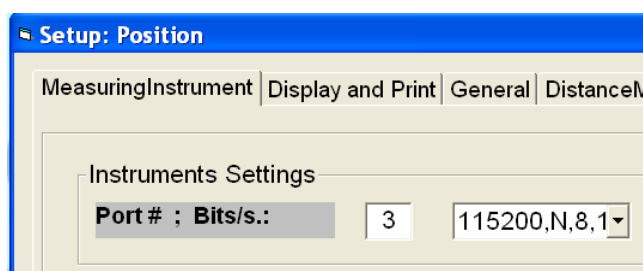 Setup: Position
MeasuringInstrument Display and Print General
Instruments Settings
Port # ; Bits/s.: 3 115200,N,8,1